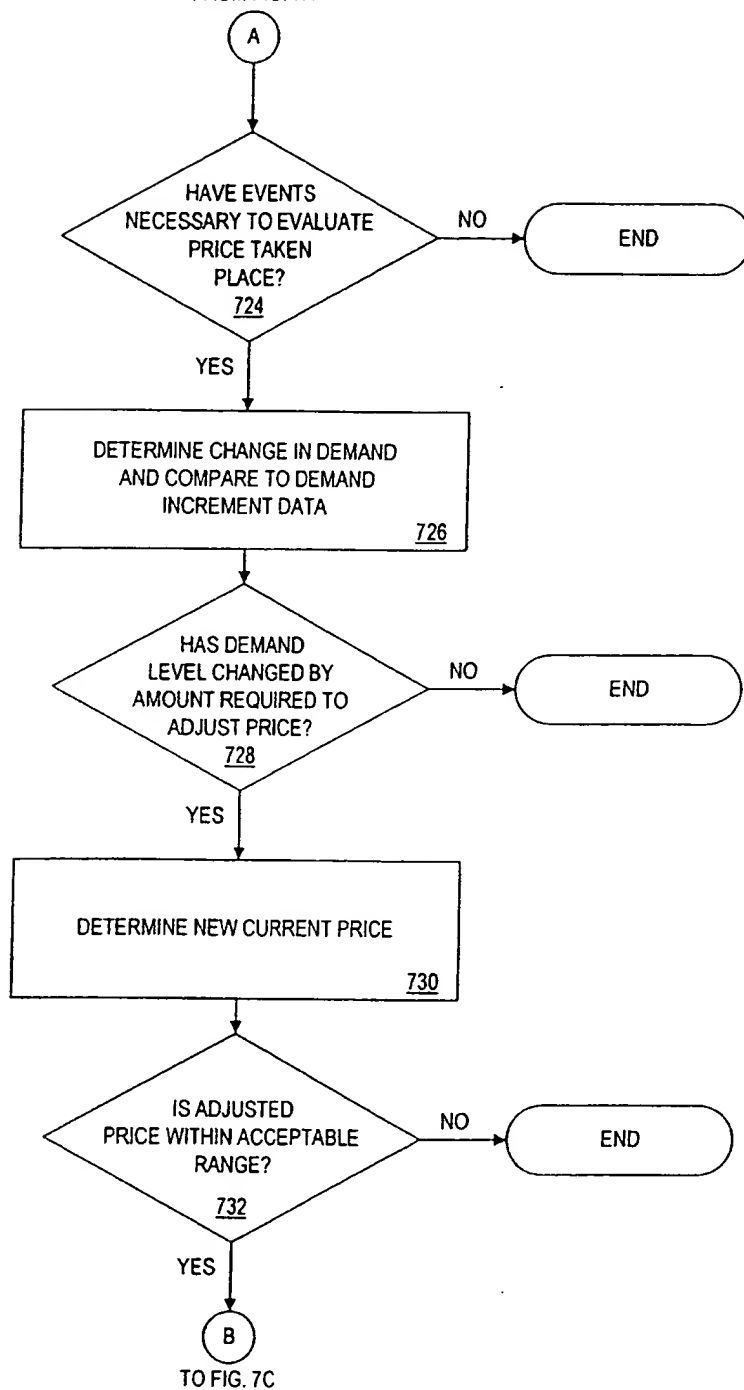 A
HAVE EVENTS
NECESSARY TO EVALUATE
PRICE TAKEN
PLACE?
724
NO
END
YES
DETERMINE CHANGE IN DEMAND
AND COMPARE TO DEMAND
INCREMENT DATA
726
HAS DEMAND
LEVEL CHANGED BY
AMOUNT REQUIRED TO
ADJUST PRICE?
728
NO
END
YES
DETERMINE NEW CURRENT PRICE
730
IS ADJUSTED
PRICE WITHIN ACCEPTABLE
RANGE?
732
NO
END
YES
B
TO FIG. 7C